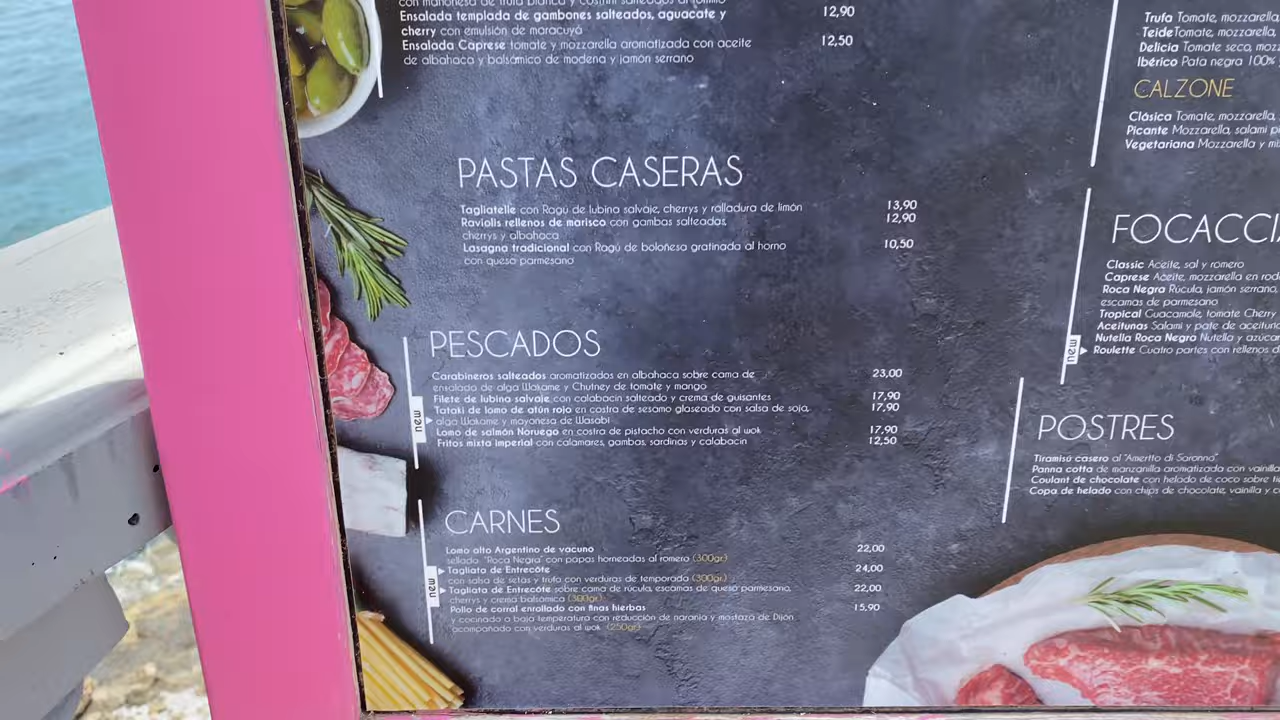 con mahonesa de trufa blanca y costini salteados al tomillo
Ensalada templada de gambones salteados, aguacate y 12,90
cherry con emulsión de maracuyá
Ensalada Caprese tomate y mozzarella aromatizada con aceite 12,50
de albahaca y balsámico de modena y jamón serrano
PASTAS CASERAS
Tagliatelle con Ragú de lubina salvaje, cherrys y ralladura de limón 13,90
Raviolis rellenos de marisco con gambas salteadas, 12,90
cherrys y albahaca
Lasagna tradicional con Ragú de boloñesa gratinada al horno 10,50
con queso parmesano
PESCADOS
Carabineros salteados aromatizados en albahaca sobre cama de 23,00
ensalada de alga Wakame y Chutney de tomate y mango
Filete de lubina salvaje con calabacin salteado y crema de guisantes 17,90
new
Tataki de lomo de atún rojo en costra de sesamo glaseado con salsa de soja, 17,90
alga Wakame y mayonesa de Wasabi
Lomo de salmón Noruego en costra de pistacho con verduras al wok 17,90
Fritos mixto imperial con calamares, gambas, sardinas y calabacin 12,50
CARNES
Lomo alto Argentino de vacuno 22,00
sellada "Roca Negra" con papas horneadas al romero (300gr)
new
Tagliata de Entrecôte 24,00
con salsa de setas y trufa con verduras de temporada (300gr)
Tagliata de Entrecôte sobre cama de rúcula, escamas de queso parmesano, 22,00
cherrys y crema balsamica (300gr)
Pollo de corral enrollado con finas hierbas 15,90
y cocinado a baja temperatura con reducción de naranja y mostaza de Dijon
acompañado con verduras al wok (250gr)
Trufa Tomate, mozzarella,
Teide Tomate, mozzarella,
Delicia Tomate seco, mozz
Ibérico Pata negra 100%
CALZONE
Clásica Tomate, mozzarella,
Picante Mozzarella, salami p
Vegetariana Mozzarella y mi
FOCACCIA
Classic Aceite, sal y romero
Caprese Aceite, mozzarella en rod
Roca Negra Rúcula, jamón serrano,
escamas de parmesano
Tropical Guacamole, tomate Cherry
Aceitunas Salami y pate de aceitun
Nutella Roca Negra Nutella y azúcar
new
Roulette Cuatro partes con rellenos d
POSTRES
Tiramisú casero al "Amertto di Saronno"
Panna cotta de manzanilla aromatizada con vainilla
Coulant de chocolate con helado de coco sobre
Copa de helado con chips de chocolate, vainilla y c